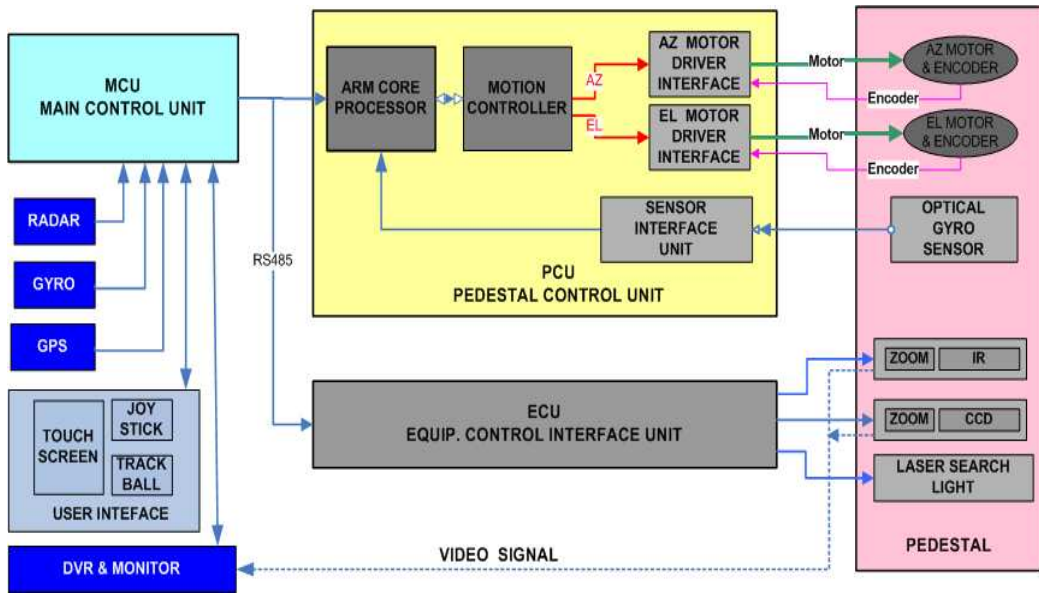 MCU
MAIN CONTROL UNIT
RADAR
GYRO
GPS
TOUCH
SCREEN
JOY
STICK
TRACK
BALL
USER INTEFACE
DVR & MONITOR
RS485
ARM CORE
PROCESSOR
MOTION
CONTROLLER
AZ
EL
AZ MOTOR
DRIVER
INTERFACE
EL MOTOR
DRIVER
INTERFACE
SENSOR
INTERFACE
UNIT
PCU
PEDESTAL CONTROL UNIT
Motor
Encoder
Motor
Encoder
AZ MOTOR
& ENCODER
EL MOTOR
& ENCODER
OPTICAL
GYRO
SENSOR
ECU
EQUIP. CONTROL INTERFACE UNIT
ZOOM IR
ZOOM CCD
LASER SEARCH
LIGHT
PEDESTAL
VIDEO SIGNAL